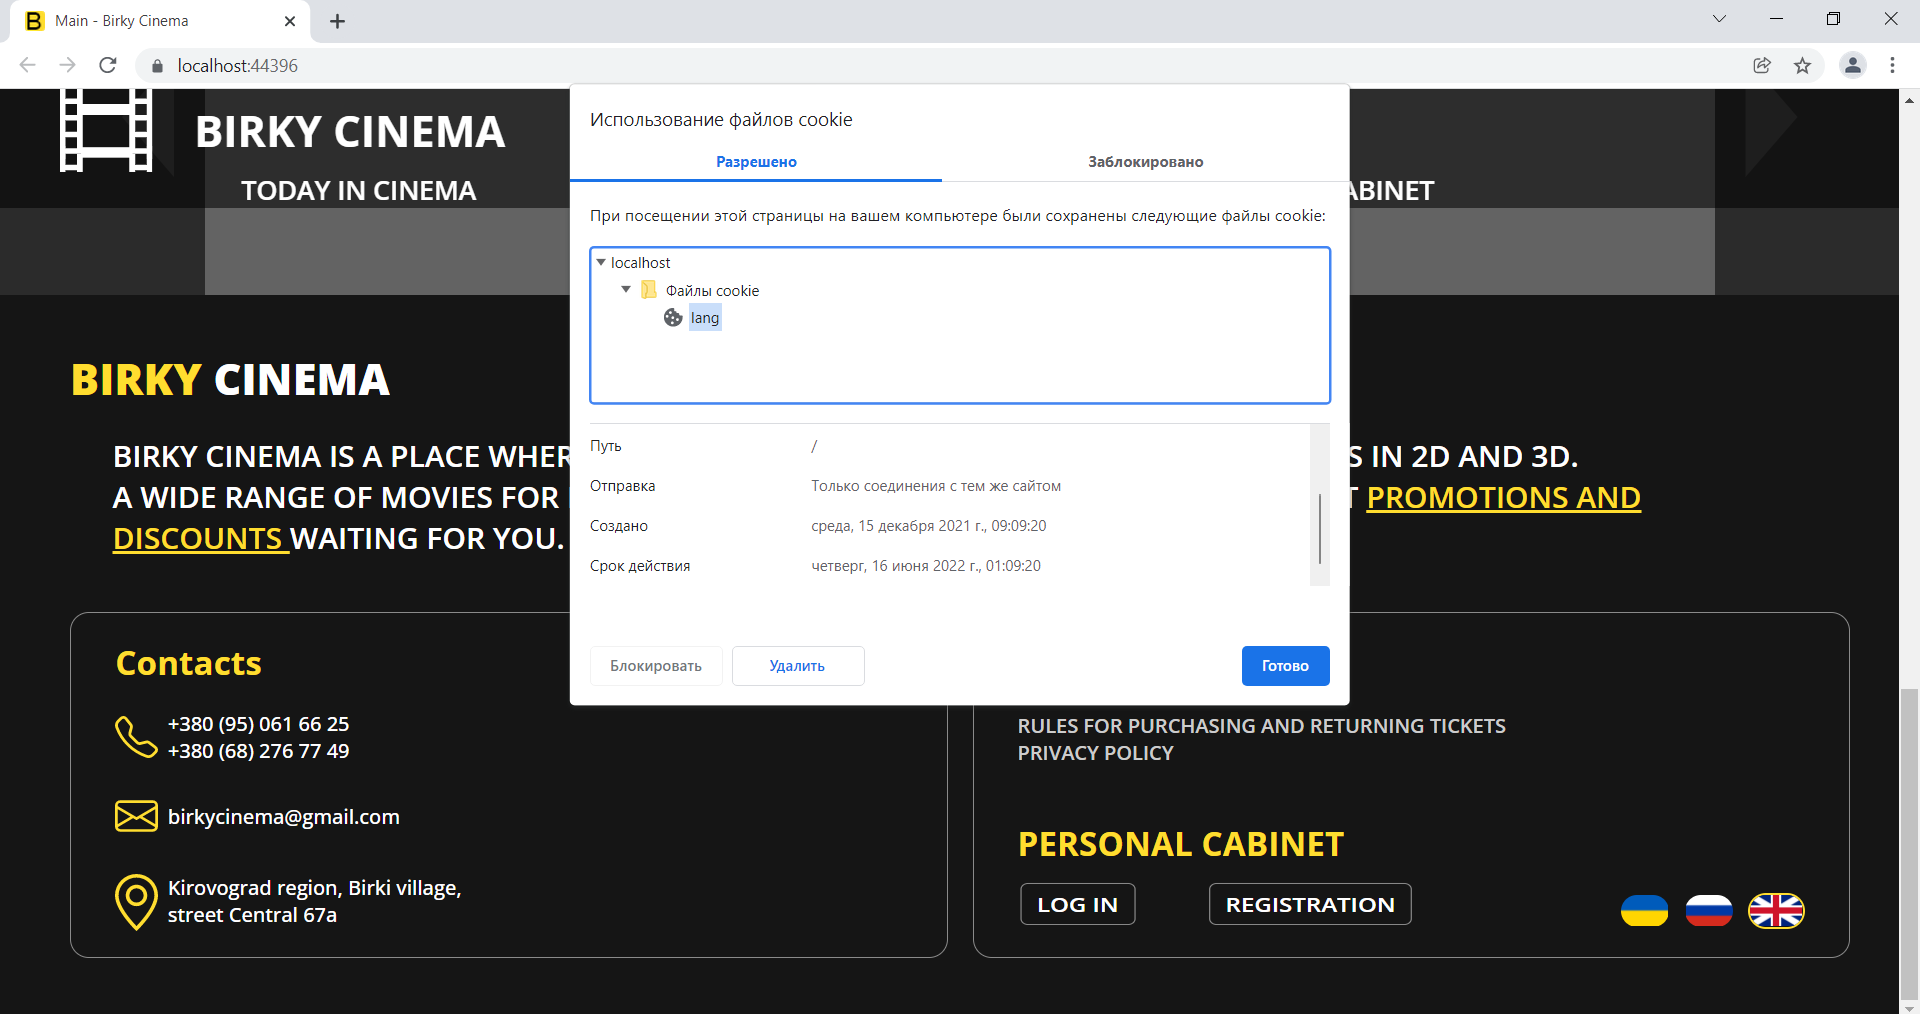 Main - Birky Cinema
localhost:44396
BIRKY CINEMA
TODAY IN CINEMA
ABINET
Использование файлов cookie
Разрешено
Заблокировано
При посещении этой страницы на вашем компьютере были сохранены следующие файлы cookie:
localhost
Файлы cookie
lang
Путь /
Отправка Только соединения с тем же сайтом
Создано среда, 15 декабря 2021 г., 09:09:20
Срок действия четверг, 16 июня 2022 г., 01:09:20
Блокировать
Удалить
Готово
BIRKY CINEMA
BIRKY CINEMA IS A PLACE WHER S IN 2D AND 3D.
A WIDE RANGE OF MOVIES FOR T PROMOTIONS AND
DISCOUNTS WAITING FOR YOU.
Contacts
+380 (95) 061 66 25
+380 (68) 276 77 49
birkycinema@gmail.com
Kirovograd region, Birki village,
street Central 67a
RULES FOR PURCHASING AND RETURNING TICKETS
PRIVACY POLICY
PERSONAL CABINET
LOG IN
REGISTRATION